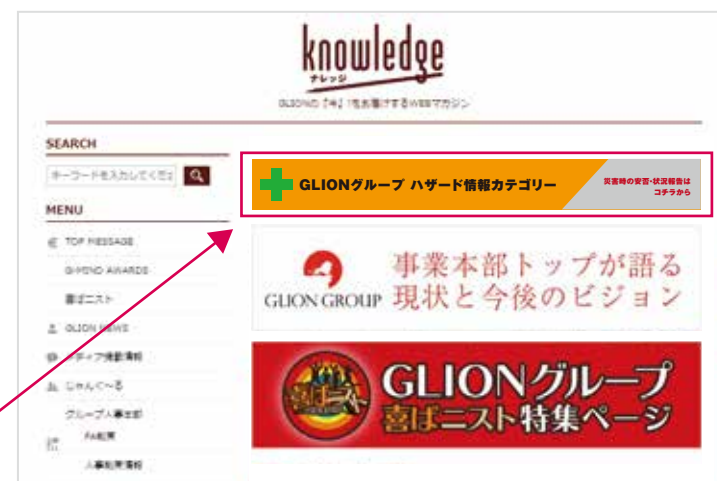 knowledge
ナレッジ
GLIONの「今」をお届けするWEBマガジン
SEARCH
キーワードを入力してくださ
MENU
GLIONグループ ハザード情報カテゴリー
災害時の安否・状況報告は
コチラから
TOP MESSAGE
G-MIND AWARDS
喜ばニスト
GLION NEWS
メディア掲載情報
じゃんく〜る
グループ人事本部
人事制度情報
GLION GROUP
事業本部トップが語る
現状と今後のビジョン
喜ばニスト
GLIONグループ
喜ばニスト特集ページ